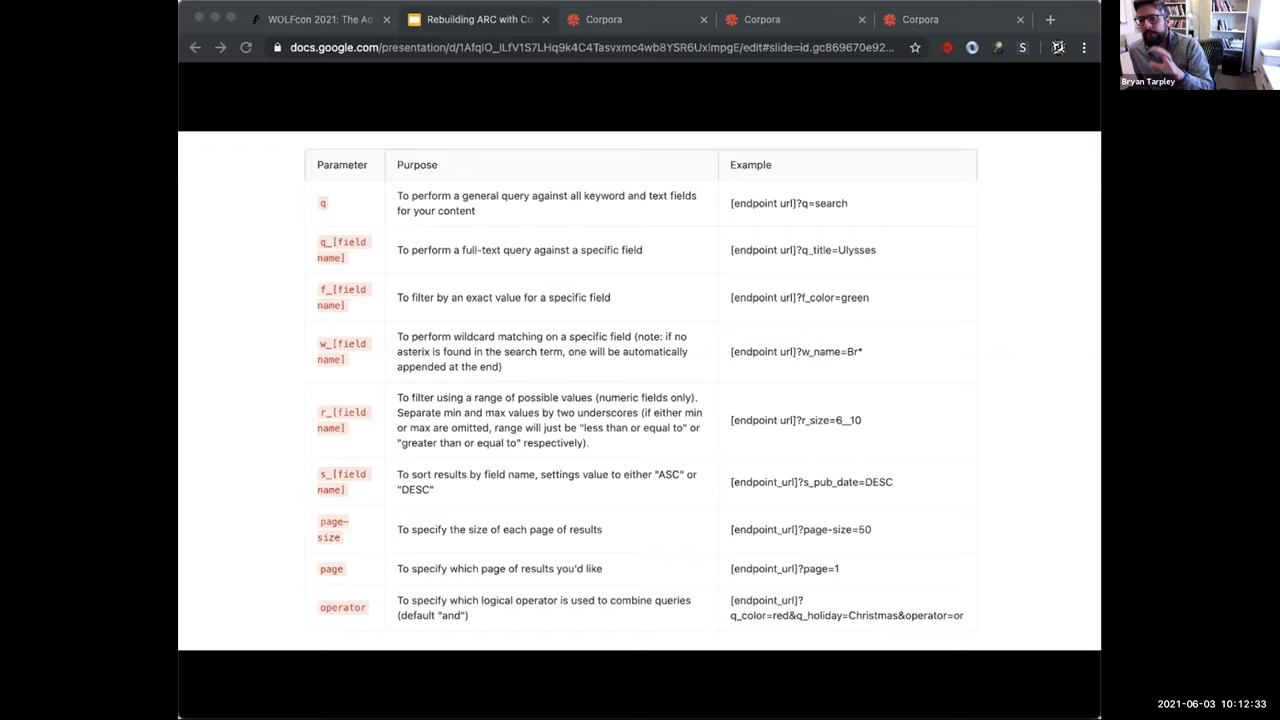 WOLFcon 2021: The Ad
Rebuilding ARC with Co
Corpora
Corpora
Corpora
Bryan Tarpley
Parameter Purpose Example
q To perform a general query against all keyword and text fields for your content [endpoint url]?q=search
q_[field name] To perform a full-text query against a specific field [endpoint url]?q_title=Ulysses
f_[field name] To filter by an exact value for a specific field [endpoint url]?f_color=green
w_[field name] To perform wildcard matching on a specific field (note: if no asterix is found in the search term, one will be automatically appended at the end) [endpoint url]?w_name=Br*
r_[field name] To filter using a range of possible values (numeric fields only). Separate min and max values by two underscores (if either min or max are omitted, range will just be "less than or equal to" or "greater than or equal to" respectively). [endpoint url]?r_size=6__10
s_[field name] To sort results by field name, settings value to either "ASC" or "DESC" [endpoint_url]?s_pub_date=DESC
page-size To specify the size of each page of results [endpoint_url]?page-size=50
page To specify which page of results you'd like [endpoint_url]?page=1
operator To specify which logical operator is used to combine queries (default "and") [endpoint_url]?q_color=red&q_holiday=Christmas&operator=or
2021-06-03 10:12:33